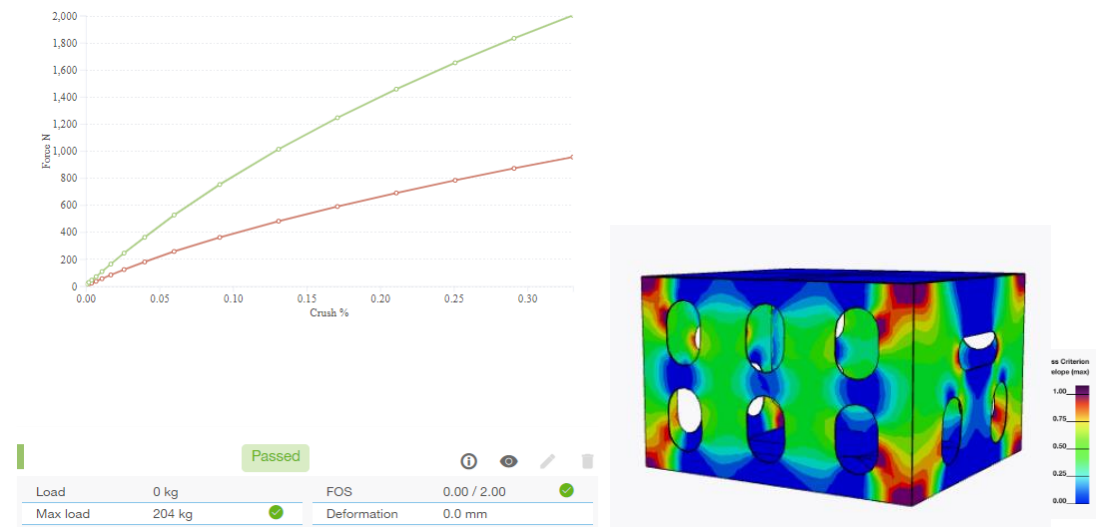 2,000
1,800
1,600
1,400
1,200
1,000
800
600
400
200
0
Force N
0.00 0.05 0.10 0.15 0.20 0.25 0.30
Crush %
ss Criterion
elope (max)
1.00
0.75
0.50
0.25
0.00
Passed
Load 0 kg FOS 0.00 / 2.00
Max load 204 kg Deformation 0.0 mm